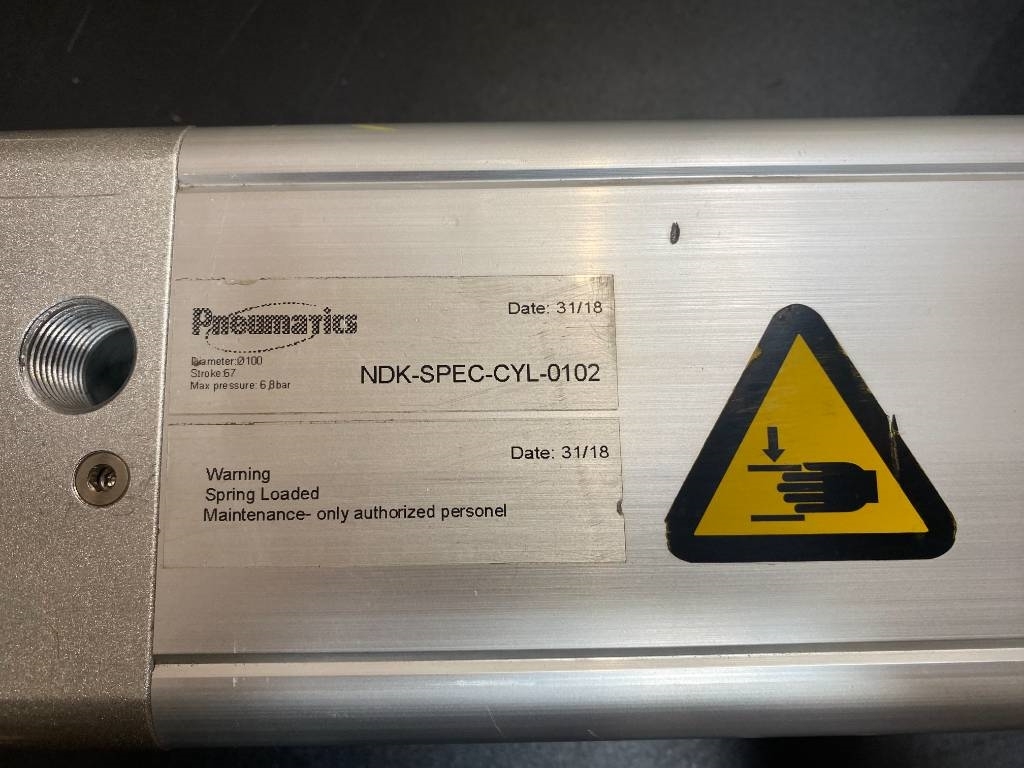 Pneumatics
Date: 31/18
Diameter:Ø100
Stroke:67
Max pressure: 6,8bar
NDK-SPEC-CYL-0102
Date: 31/18
Warning
Spring Loaded
Maintenance- only authorized personel